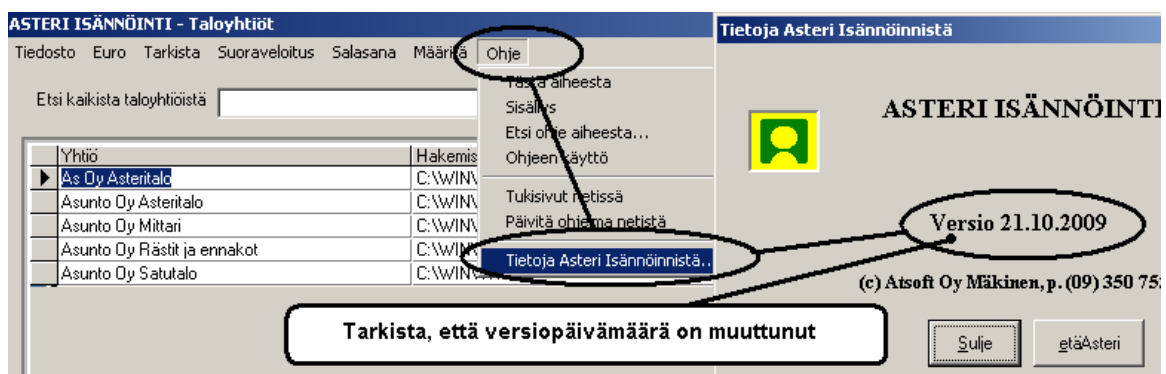 ASTERI ISÄNNÖINTI - Taloyhtiöt
Tiedosto Euro Tarkista Suoraveloitus Salasana Määritä Ohje
Etsi kaikista taloyhtiöistä
Yhtiö Hakemis
As Oy Asteritalo C:\WIN\
Asunto Oy Asteritalo C:\WIN\
Asunto Oy Mittari C:\WIN\
Asunto Oy Rästit ja ennakot C:\WIN\
Asunto Oy Satutalo C:\WIN\
Tästä aiheesta
Sisällys
Etsi ohje aiheesta...
Ohjeen käyttö
Tukisivut netissä
Päivitä ohjelma netistä
Tietoja Asteri Isännöinnistä..
Tietoja Asteri Isännöinnistä
ASTERI ISÄNNÖINTI
Versio 21.10.2009
(c) Atsoft Oy Mäkinen, p. (09) 350 75
Sulje etäAsteri
Tarkista, että versiopäivämäärä on muuttunut